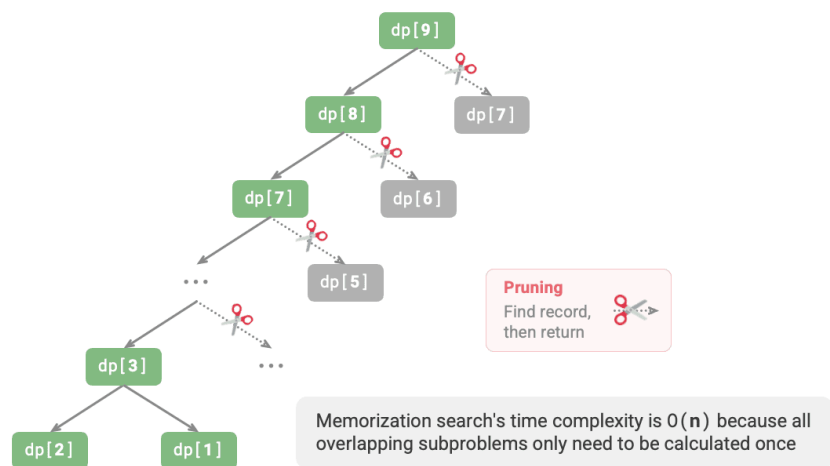 dp[9]
dp[8]
dp[7]
dp[7]
dp[6]
...
dp[5]
Pruning
Find record,
then return
dp[3]
...
dp[2]
dp[1]
Memorization search's time complexity is O(n) because all
overlapping subproblems only need to be calculated once